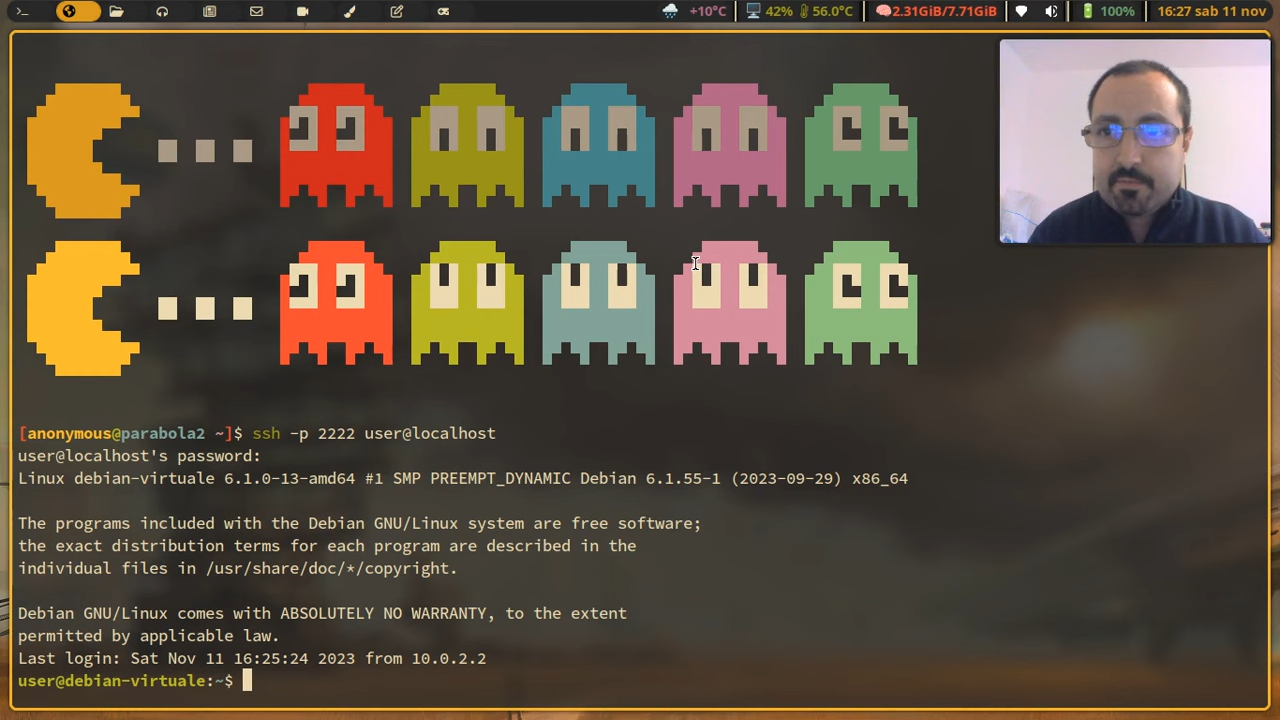 +10°C
42% 56.0°C
2.31GiB/7.71GiB
100%
16:27 sab 11 nov
[anonymous@parabola2 ~]$ ssh -p 2222 user@localhost
user@localhost's password:
Linux debian-virtuale 6.1.0-13-amd64 #1 SMP PREEMPT_DYNAMIC Debian 6.1.55-1 (2023-09-29) x86_64
The programs included with the Debian GNU/Linux system are free software;
the exact distribution terms for each program are described in the
individual files in /usr/share/doc/*/copyright.
Debian GNU/Linux comes with ABSOLUTELY NO WARRANTY, to the extent
permitted by applicable law.
Last login: Sat Nov 11 16:25:24 2023 from 10.0.2.2
user@debian-virtuale:~$